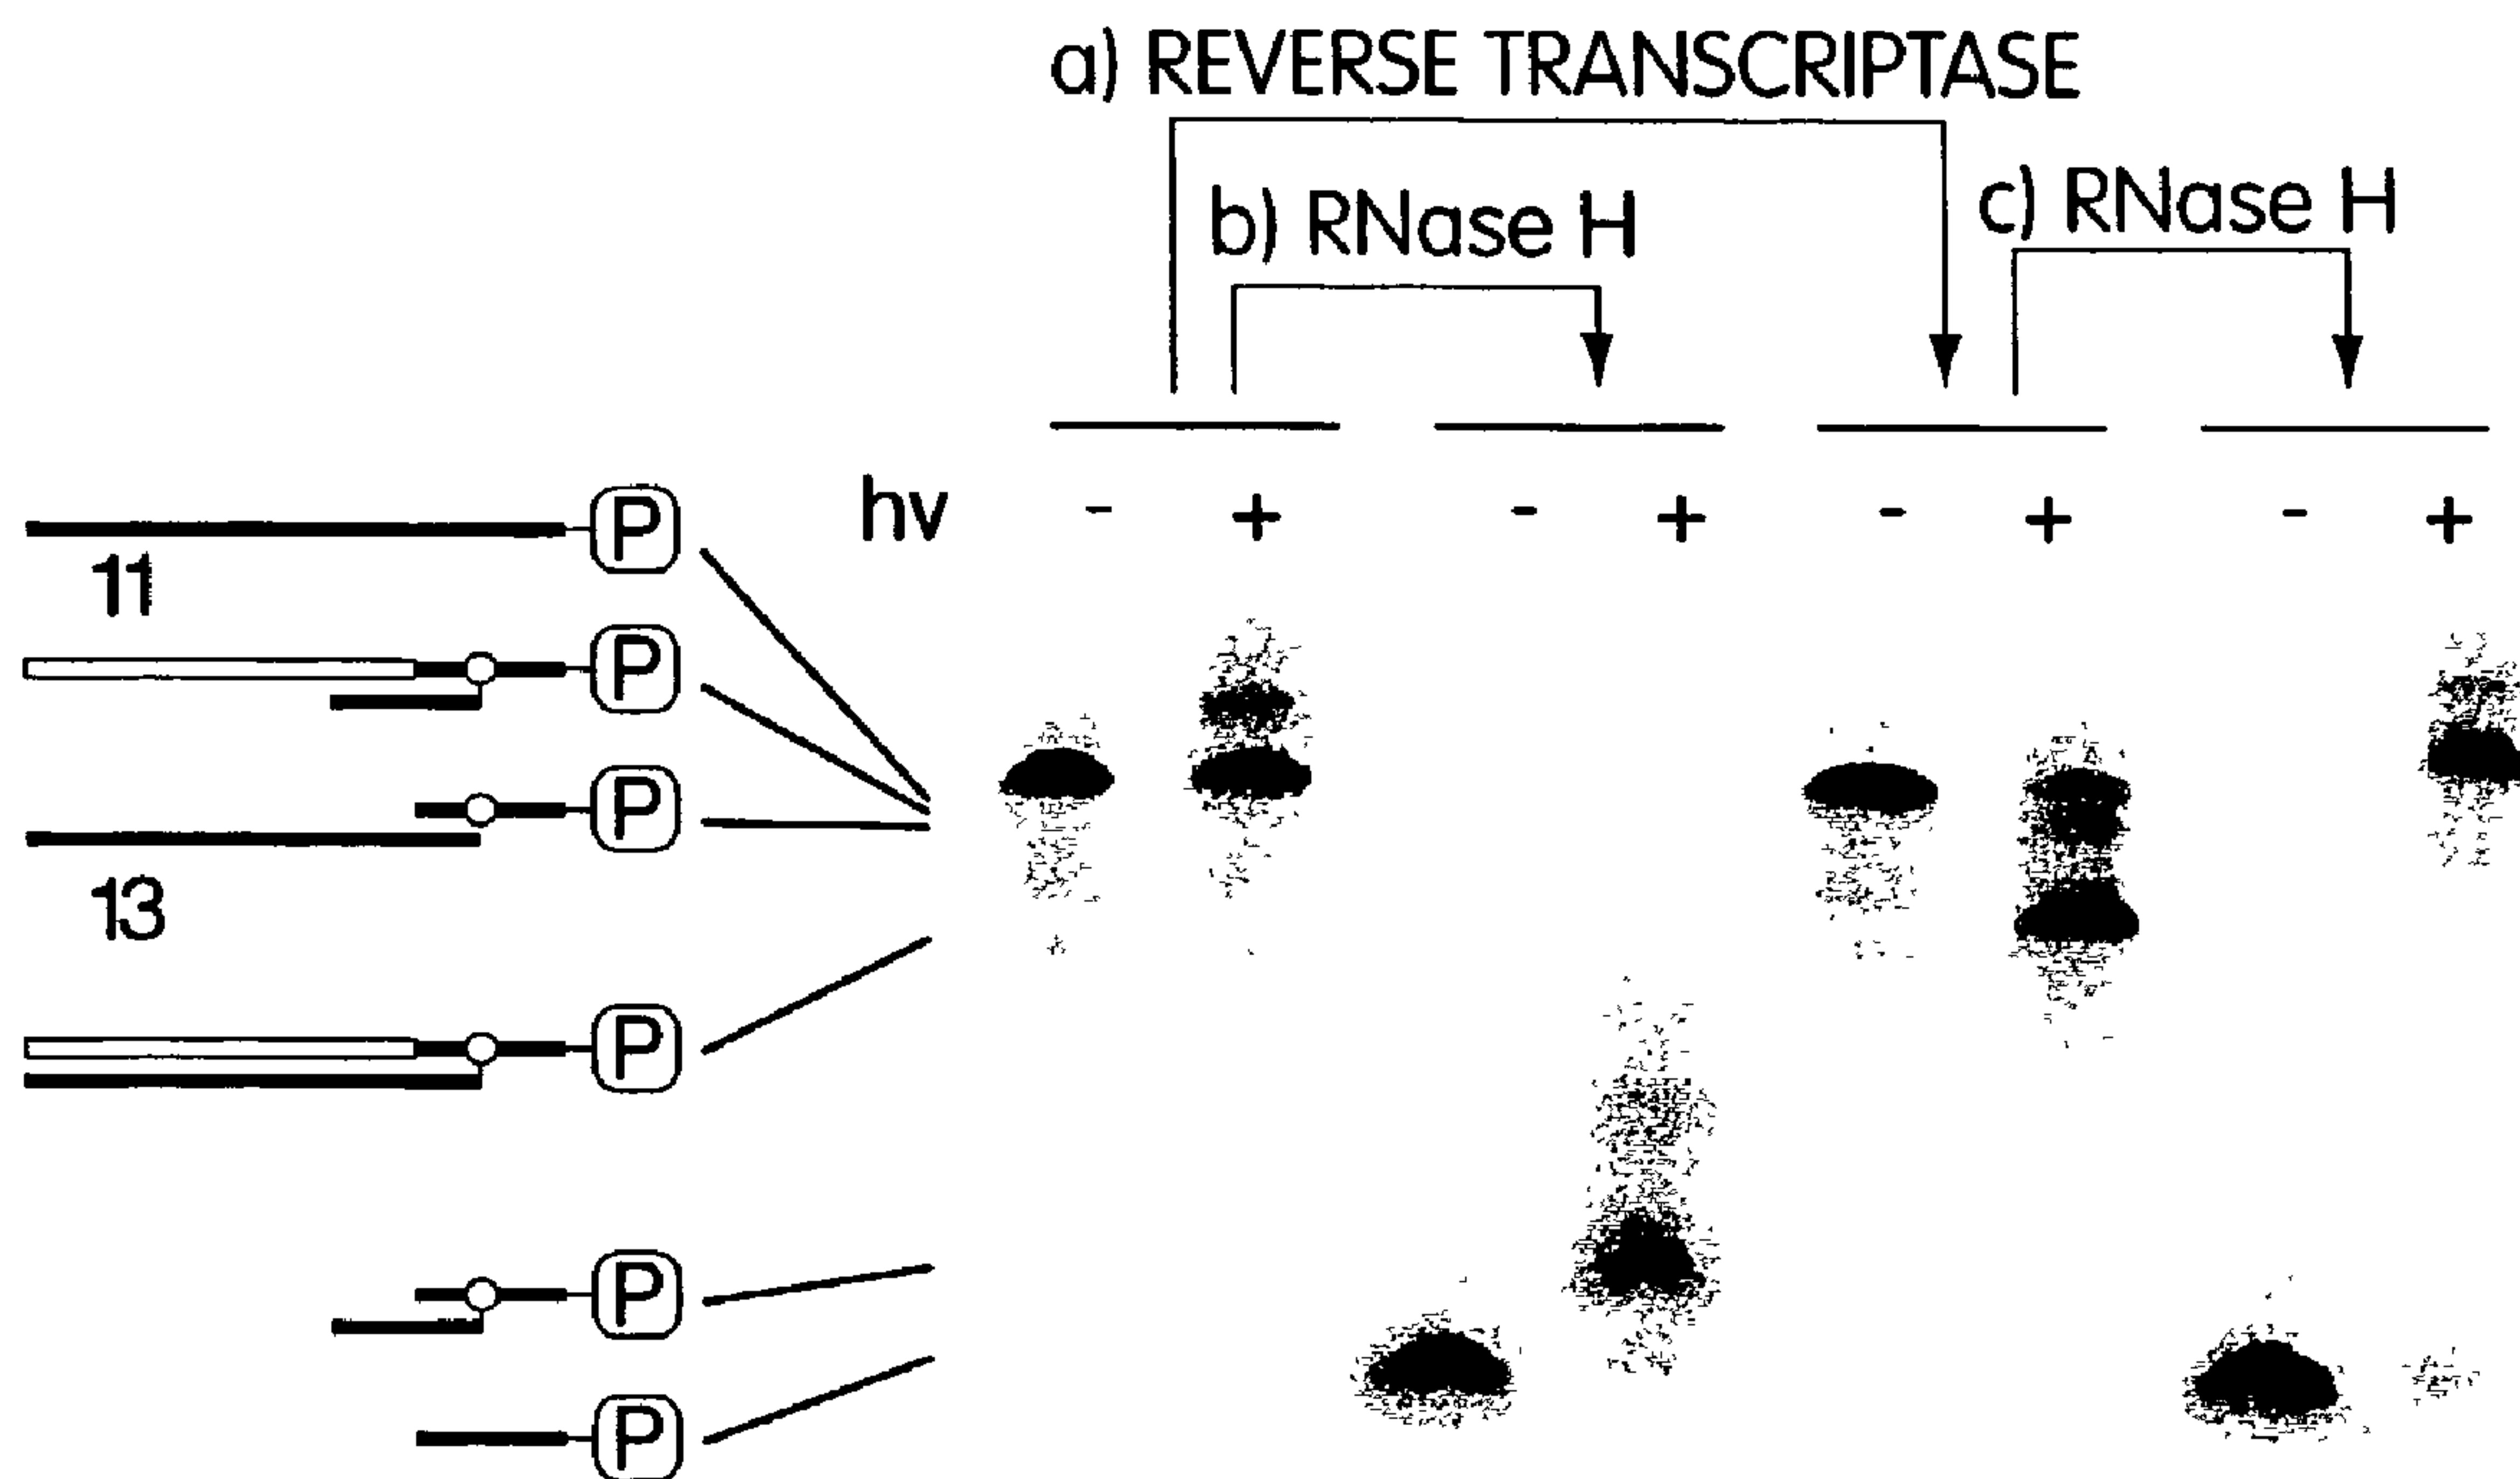 a) REVERSE TRANSCRIPTASE
b) RNase H
c) RNase H
hv - + - + - + - +
P
11
P
P
13
P
P
P